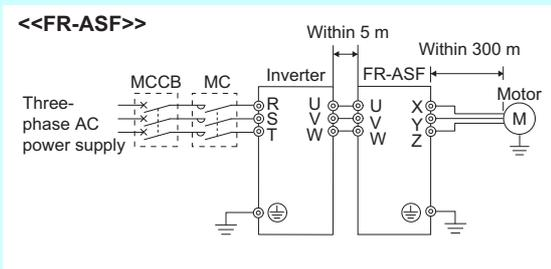 <<FR-ASF>>
Within 5 m
Within 300 m
MCCB MC Inverter FR-ASF Motor
Three-
phase AC
power supply
R U U X
S V V Y M
T W W Z